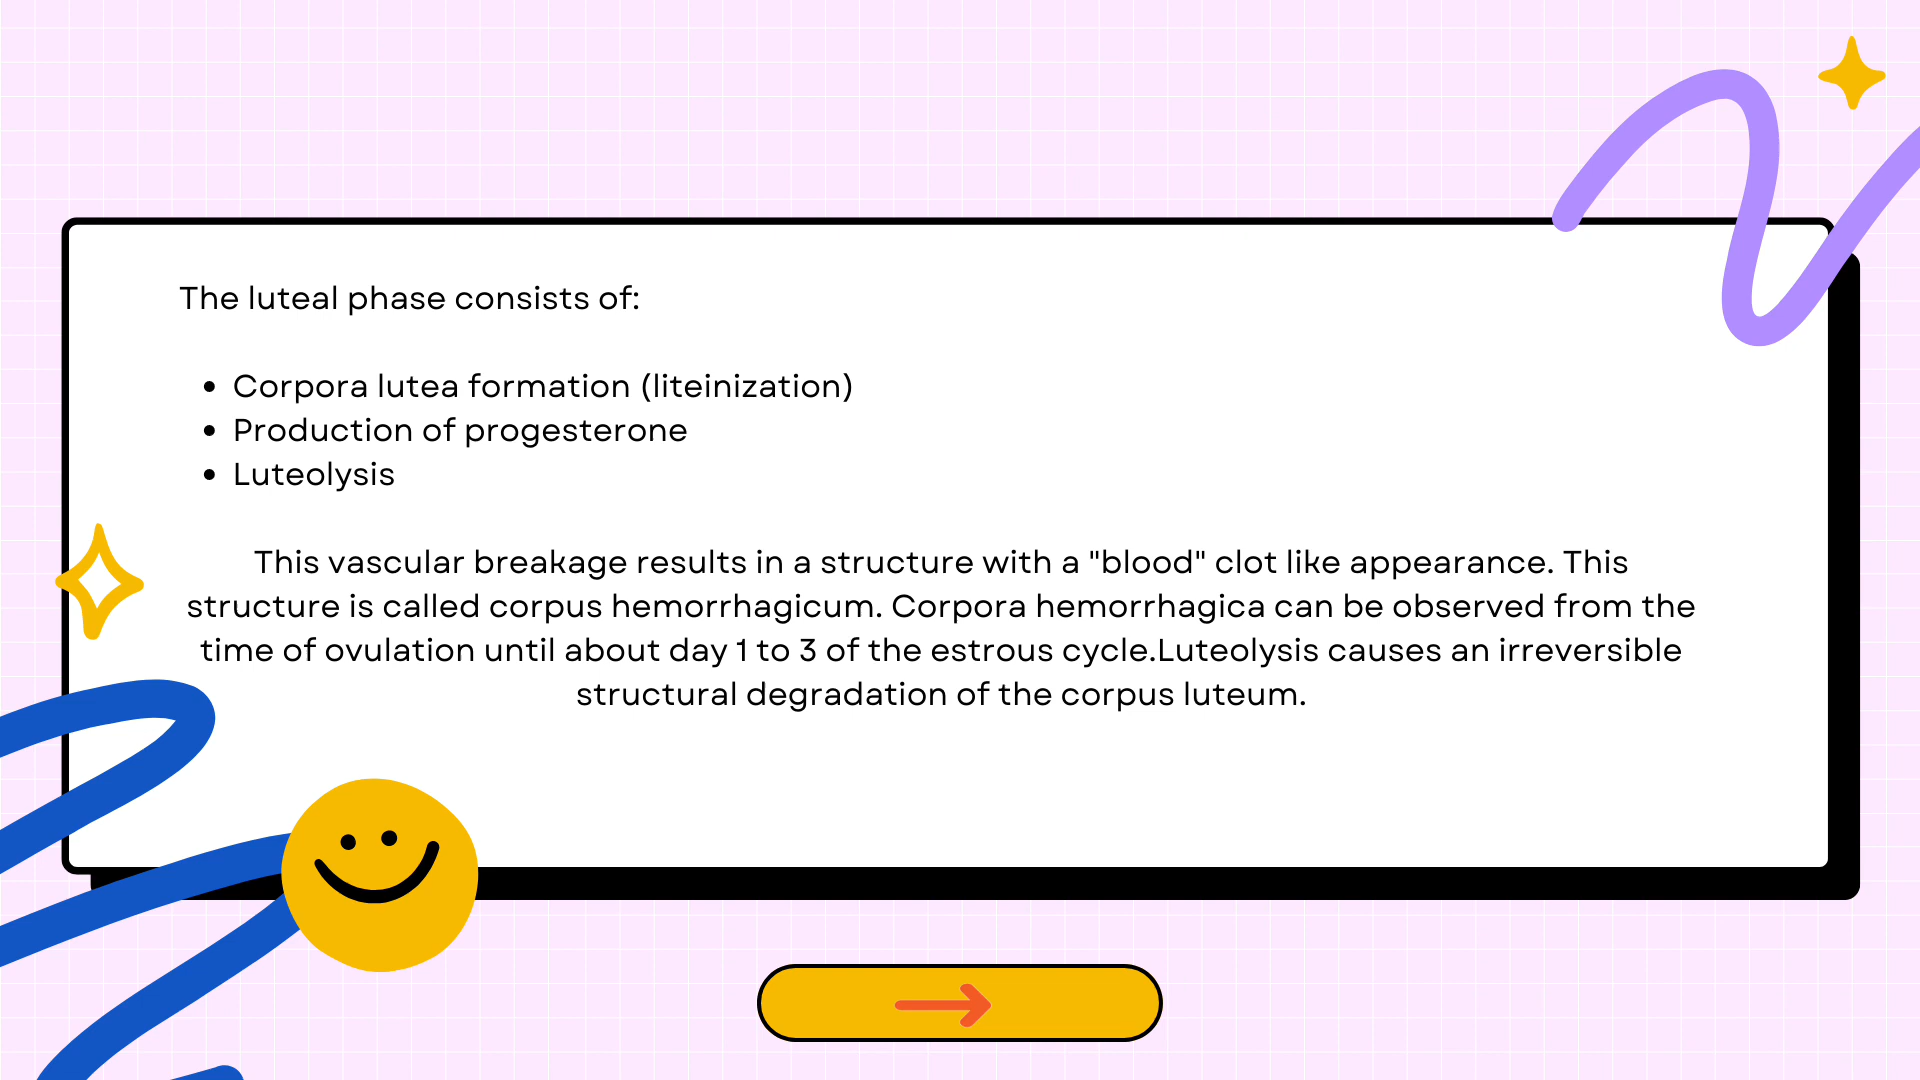 The luteal phase consists of:
• Corpora lutea formation (liteinization)
• Production of progesterone
• Luteolysis
This vascular breakage results in a structure with a "blood" clot like appearance. This
structure is called corpus hemorrhagicum. Corpora hemorrhagica can be observed from the
time of ovulation until about day 1 to 3 of the estrous cycle.Luteolysis causes an irreversible
structural degradation of the corpus luteum.